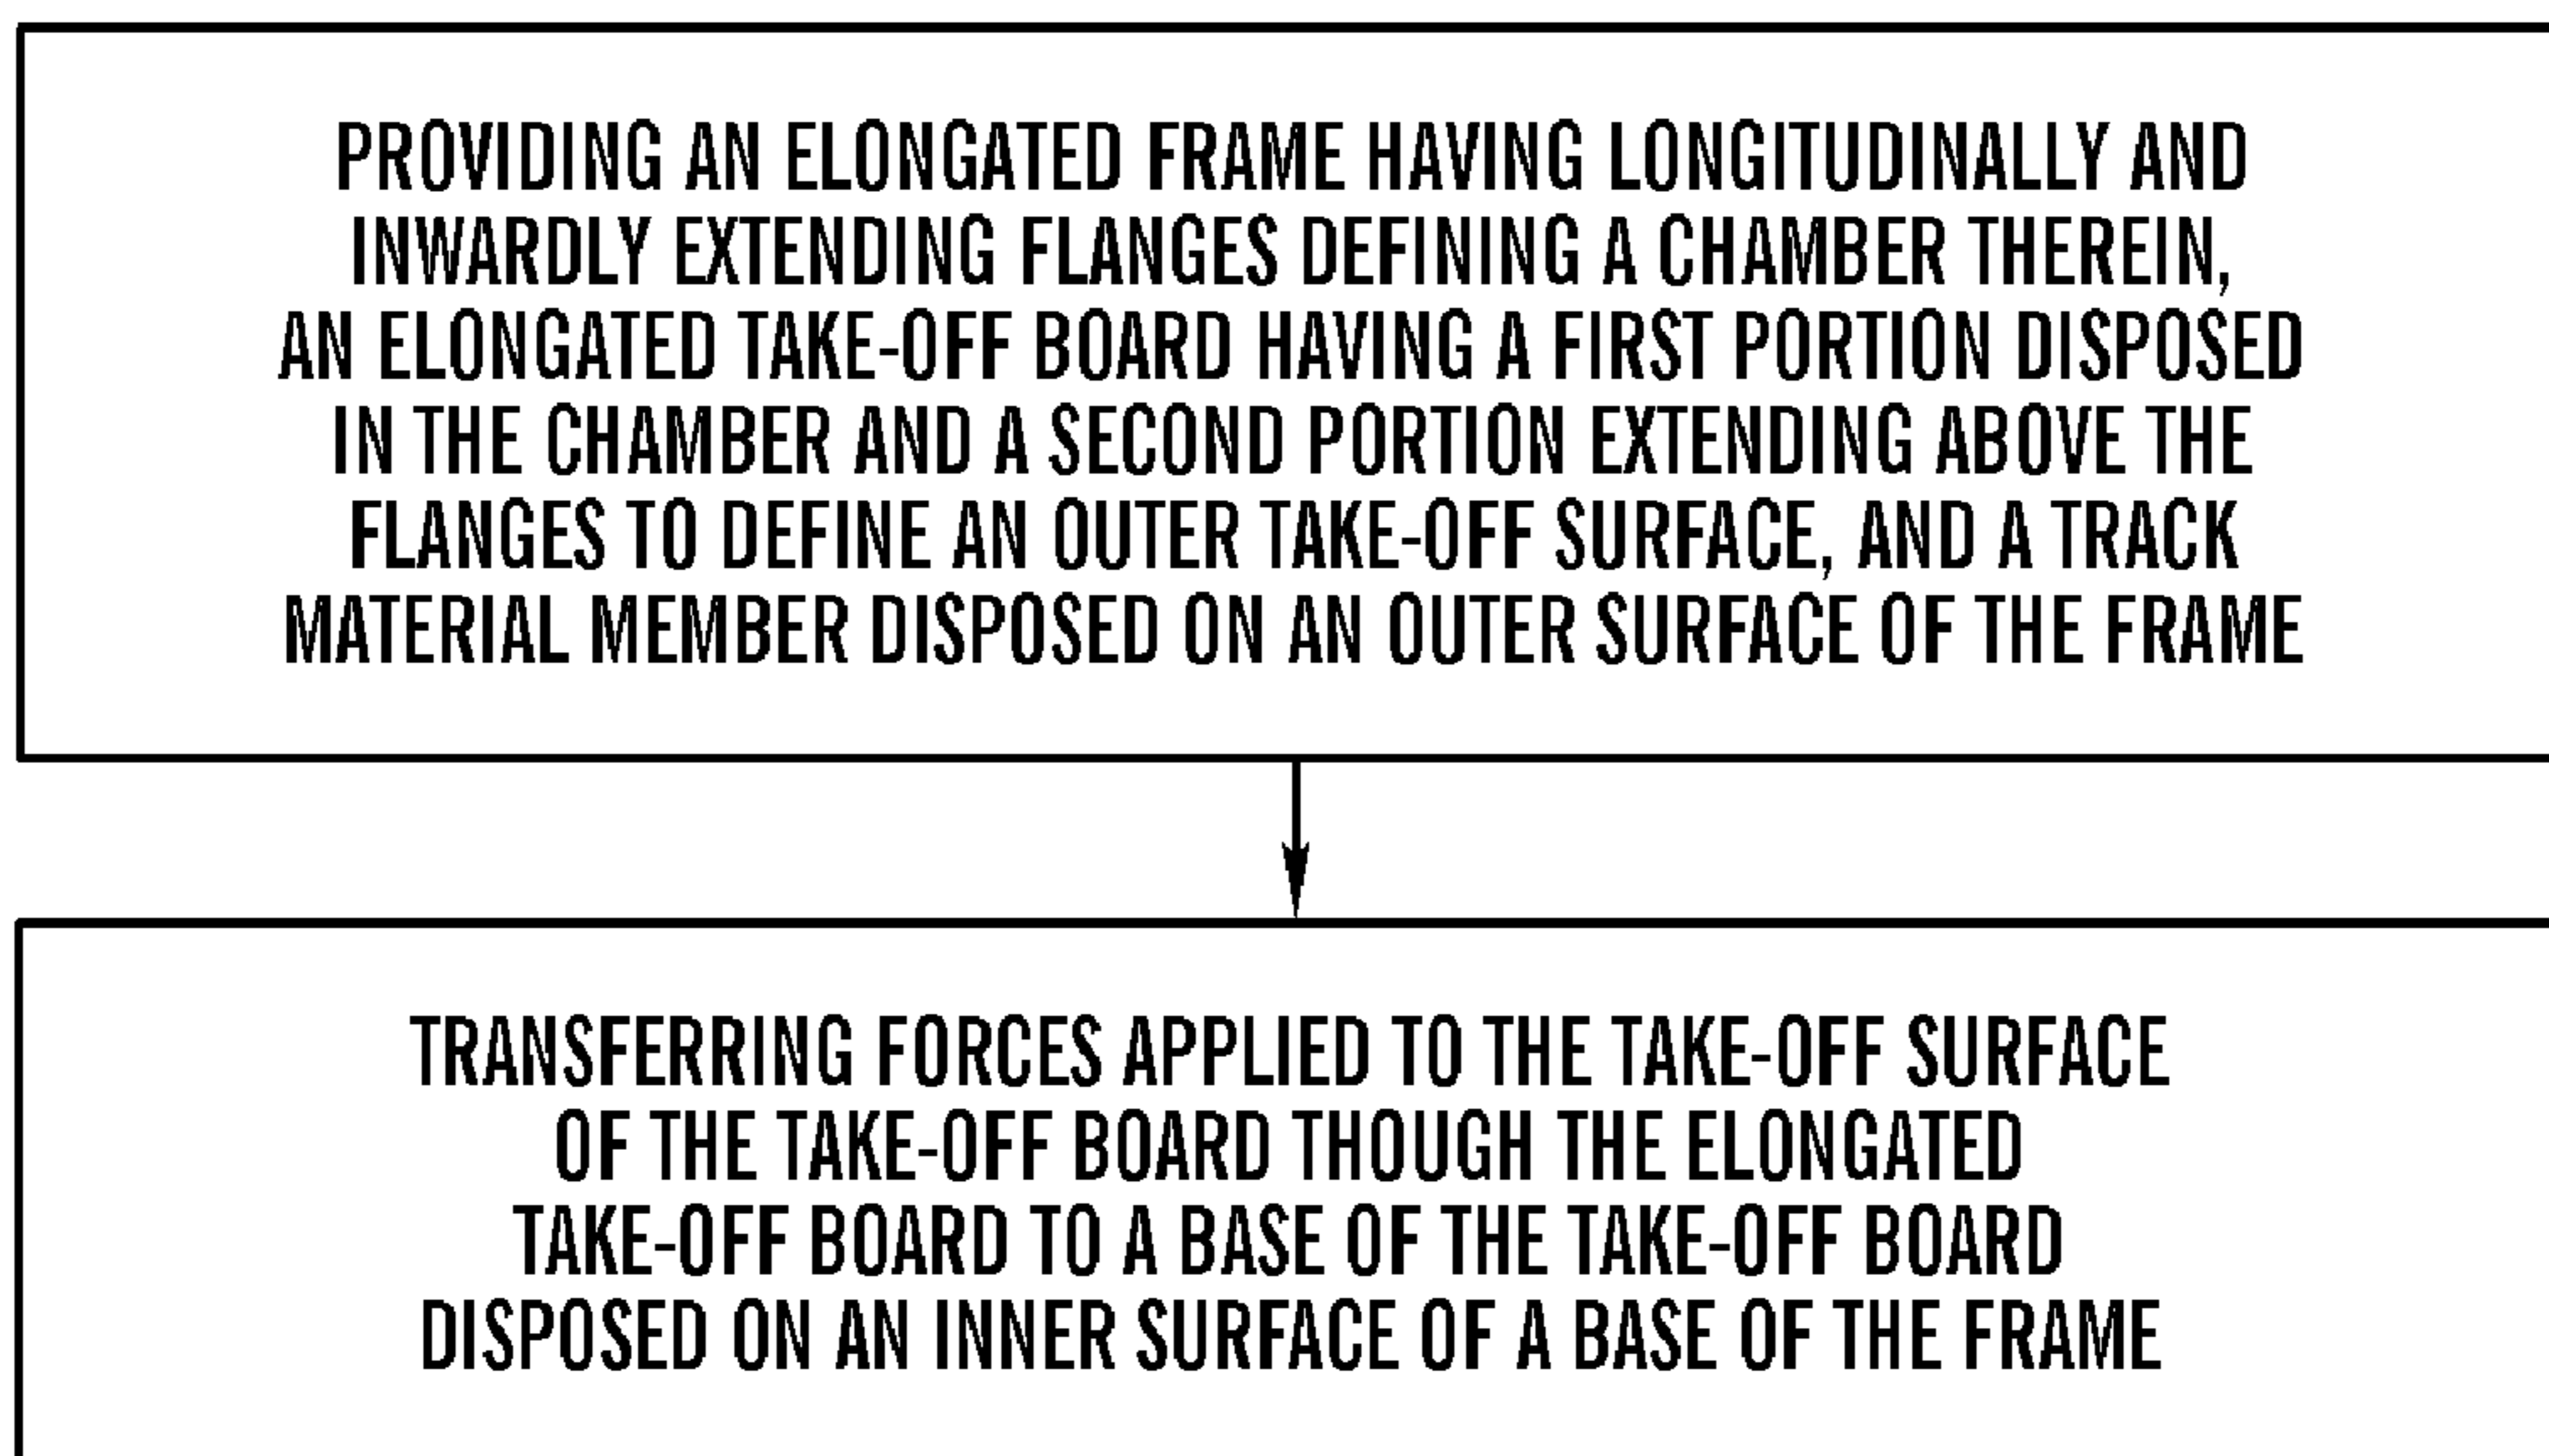 PROVIDING AN ELONGATED FRAME HAVING LONGITUDINALLY AND
INWARDLY EXTENDING FLANGES DEFINING A CHAMBER THEREIN,
AN ELONGATED TAKE-OFF BOARD HAVING A FIRST PORTION DISPOSED
IN THE CHAMBER AND A SECOND PORTION EXTENDING ABOVE THE
FLANGES TO DEFINE AN OUTER TAKE-OFF SURFACE, AND A TRACK
MATERIAL MEMBER DISPOSED ON AN OUTER SURFACE OF THE FRAME
TRANSFERRING FORCES APPLIED TO THE TAKE-OFF SURFACE
OF THE TAKE-OFF BOARD THOUGH THE ELONGATED
TAKE-OFF BOARD TO A BASE OF THE TAKE-OFF BOARD
DISPOSED ON AN INNER SURFACE OF A BASE OF THE FRAME